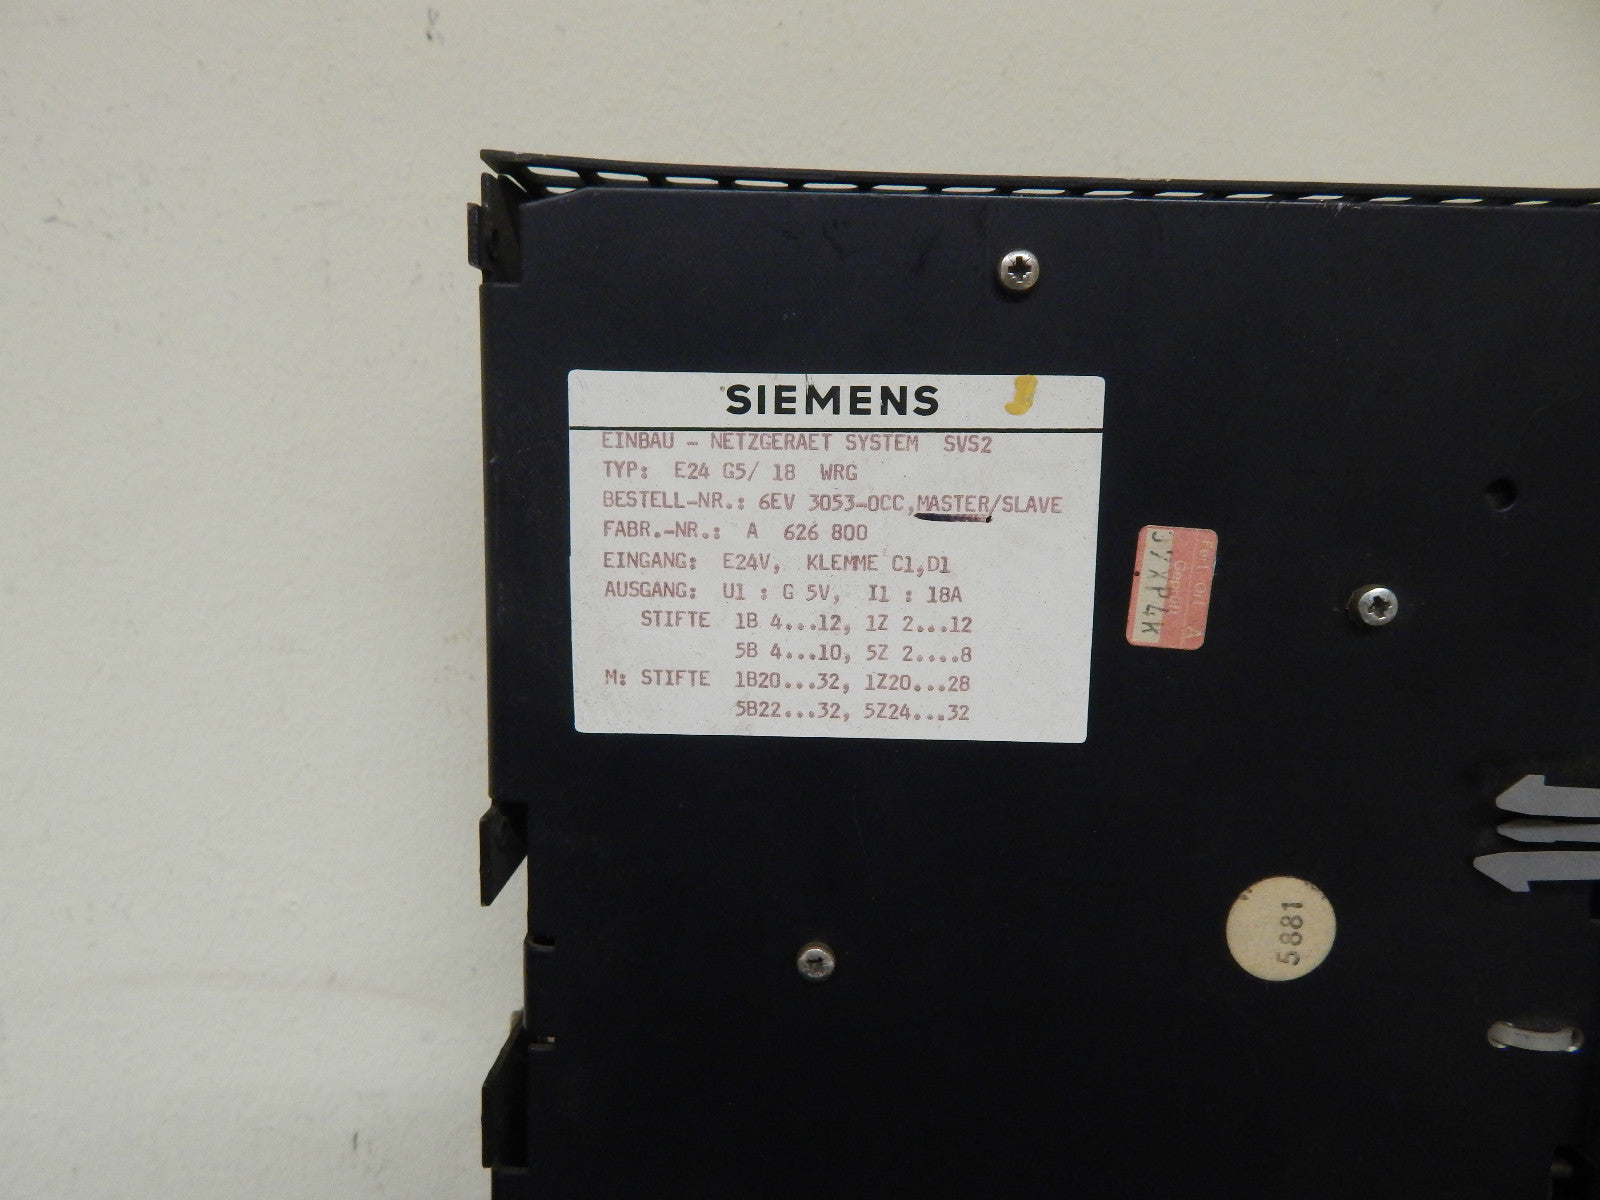 SIEMENS J
EINBAU - NETZGERAET SYSTEM SVS2
TYP: E24 G5/ 18 WRG
BESTELL-NR.: 6EV 3053-0CC,MASTER/SLAVE
FABR.-NR.: A 626 800
EINGANG: E24V, KLEMME C1,D1
AUSGANG: U1 : G 5V, I1 : 18A
STIFTE 1B 4...12, 1Z 2...12
5B 4...10, 5Z 2....8
M: STIFTE 1B20...32, 1Z20...28
5B22...32, 5Z24...32
A
5881